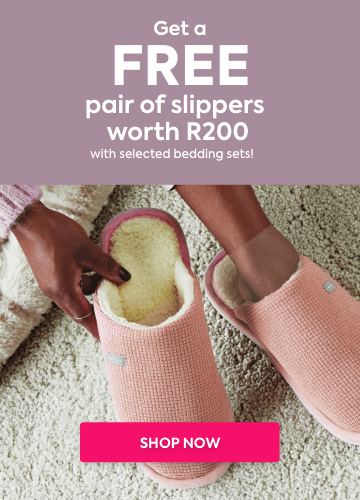 Get a
FREE
pair of slippers
worth R200
with selected bedding sets!
SHOP NOW